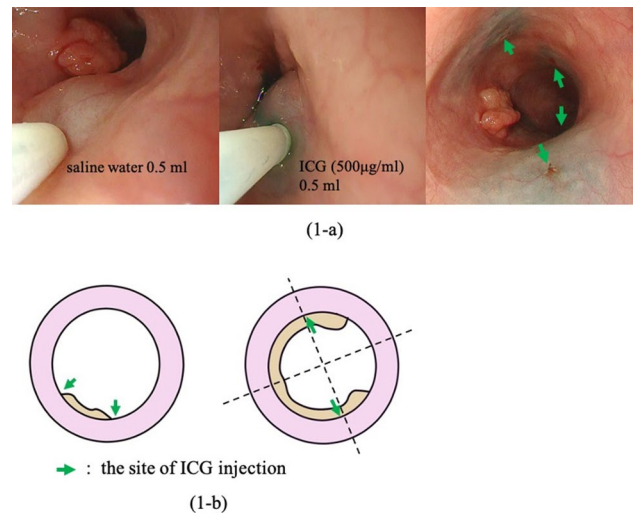 saline water 0.5 ml
ICG (500μg/ml)
0.5 ml
(1-a)
: the site of ICG injection
(1-b)